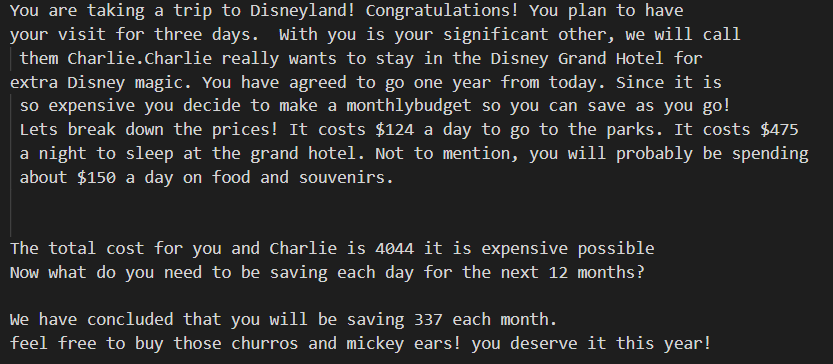 You are taking a trip to Disneyland! Congratulations! You plan to have
your visit for three days.  With you is your significant other, we will call
them Charlie.Charlie really wants to stay in the Disney Grand Hotel for
extra Disney magic. You have agreed to go one year from today. Since it is
so expensive you decide to make a monthlybudget so you can save as you go!
Lets break down the prices! It costs $124 a day to go to the parks. It costs $475
a night to sleep at the grand hotel. Not to mention, you will probably be spending
about $150 a day on food and souvenirs.
The total cost for you and Charlie is 4044 it is expensive possible
Now what do you need to be saving each day for the next 12 months?
We have concluded that you will be saving 337 each month.
feel free to buy those churros and mickey ears! you deserve it this year!